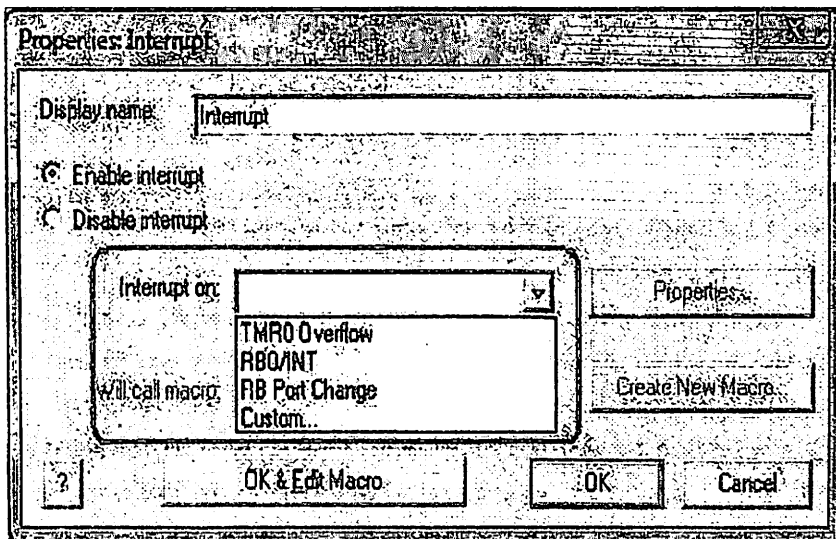 Properties: Interrupt
Display name: Interrupt
Enable interrupt
Disable interrupt
Interrupt on: Properties...
TMR0 Overflow
RB0/INT
RB Port Change
Custom...
Will call macro: Create New Macro...
? OK & Edit Macro OK Cancel